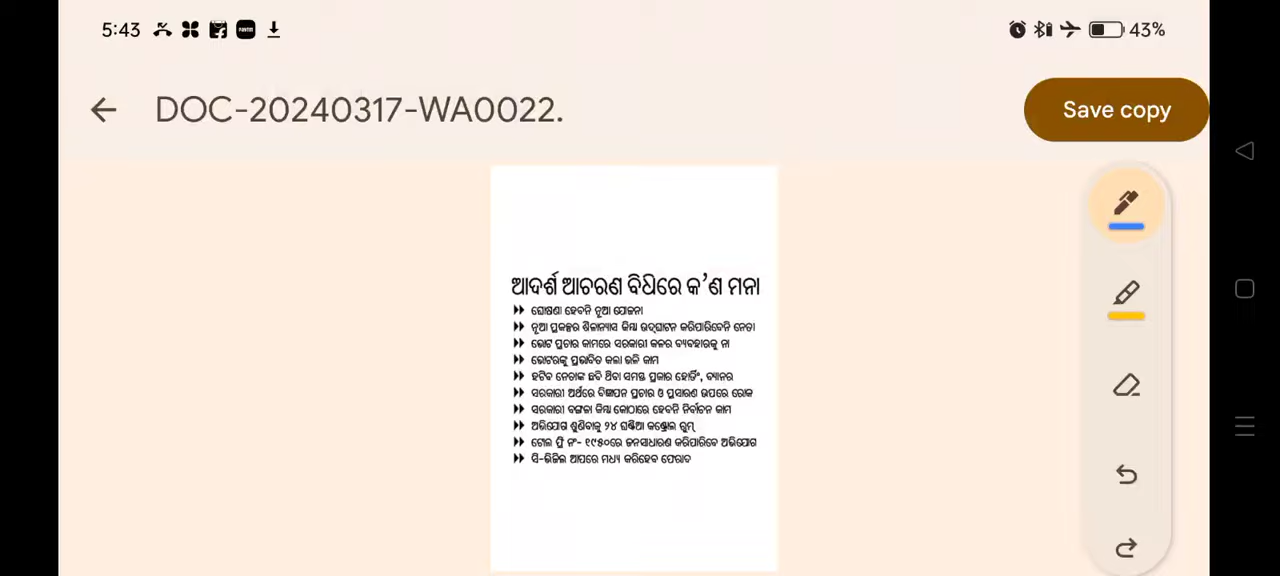 5:43
43%
DOC-20240317-WA0022.
Save copy
ଆଦର୍ଶ ଆଚରଣ ବିଧିରେ କ'ଣ ମନା
ଘୋଷଣା ହେବନି ନୂଆ ଯୋଜନା
ନୂଆ ପ୍ରକଳ୍ପର ଶିଳାନ୍ୟାସ କିମ୍ବା ଉଦ୍‌ଘାଟନ କରିପାରିବେନି ନେତା
ଭୋଟ ପ୍ରଚାର କାମରେ ସରକାରୀ କଳର ବ୍ୟବହାରକୁ ନା
ଭୋଟରଙ୍କୁ ପ୍ରଭାବିତ କଲା ଭଳି କାମ
ହଟିବ ନେତାଙ୍କ ଛବି ଥିବା ସମସ୍ତ ପ୍ରକାର ହୋର୍ଡିଂ, ବ୍ୟାନର
ସରକାରୀ ଅର୍ଥରେ ବିଜ୍ଞାପନ ପ୍ରଚାର ଓ ପ୍ରସାରଣ ଉପରେ ରୋକ
ସରକାରୀ ବଙ୍ଗଳା କିମ୍ବା କୋଠାରେ ହେବନି ନିର୍ବାଚନ କାମ
ଅଭିଯୋଗ ଶୁଣିବାକୁ ୨୪ ଘଣ୍ଟିଆ କଣ୍ଟ୍ରୋଲ ରୁମ୍
ଟୋଲ ଫ୍ରି ନଂ- ୧୯୫୦ରେ ଜନସାଧାରଣ କରିପାରିବେ ଅଭିଯୋଗ
ସି-ଭିଜିଲ ଆପରେ ମଧ୍ୟ କରିହେବ ଫେରାଦ